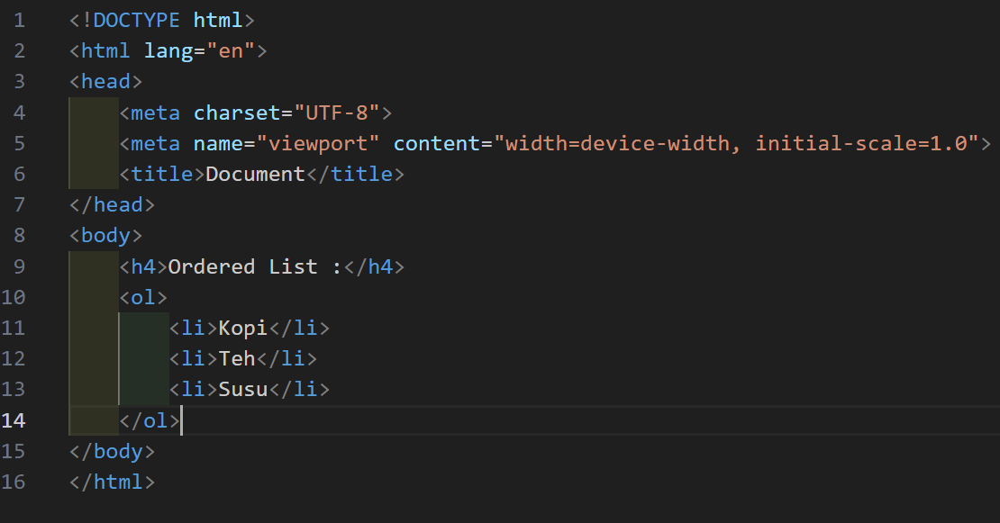 1 <!DOCTYPE html>
2 <html lang="en">
3 <head>
4     <meta charset="UTF-8">
5     <meta name="viewport" content="width=device-width, initial-scale=1.0">
6     <title>Document</title>
7 </head>
8 <body>
9     <h4>Ordered List :</h4>
10     <ol>
11         <li>Kopi</li>
12         <li>Teh</li>
13         <li>Susu</li>
14     </ol>
15 </body>
16 </html>